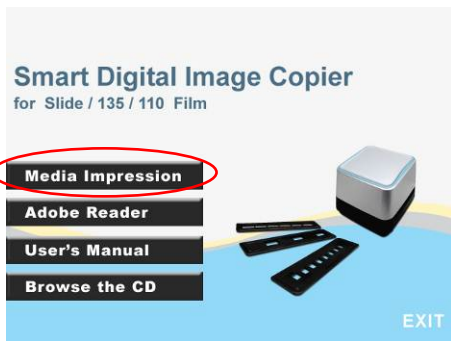 Smart Digital Image Copier
for Slide / 135 / 110 Film
Media Impression
Adobe Reader
User's Manual
Browse the CD
EXIT